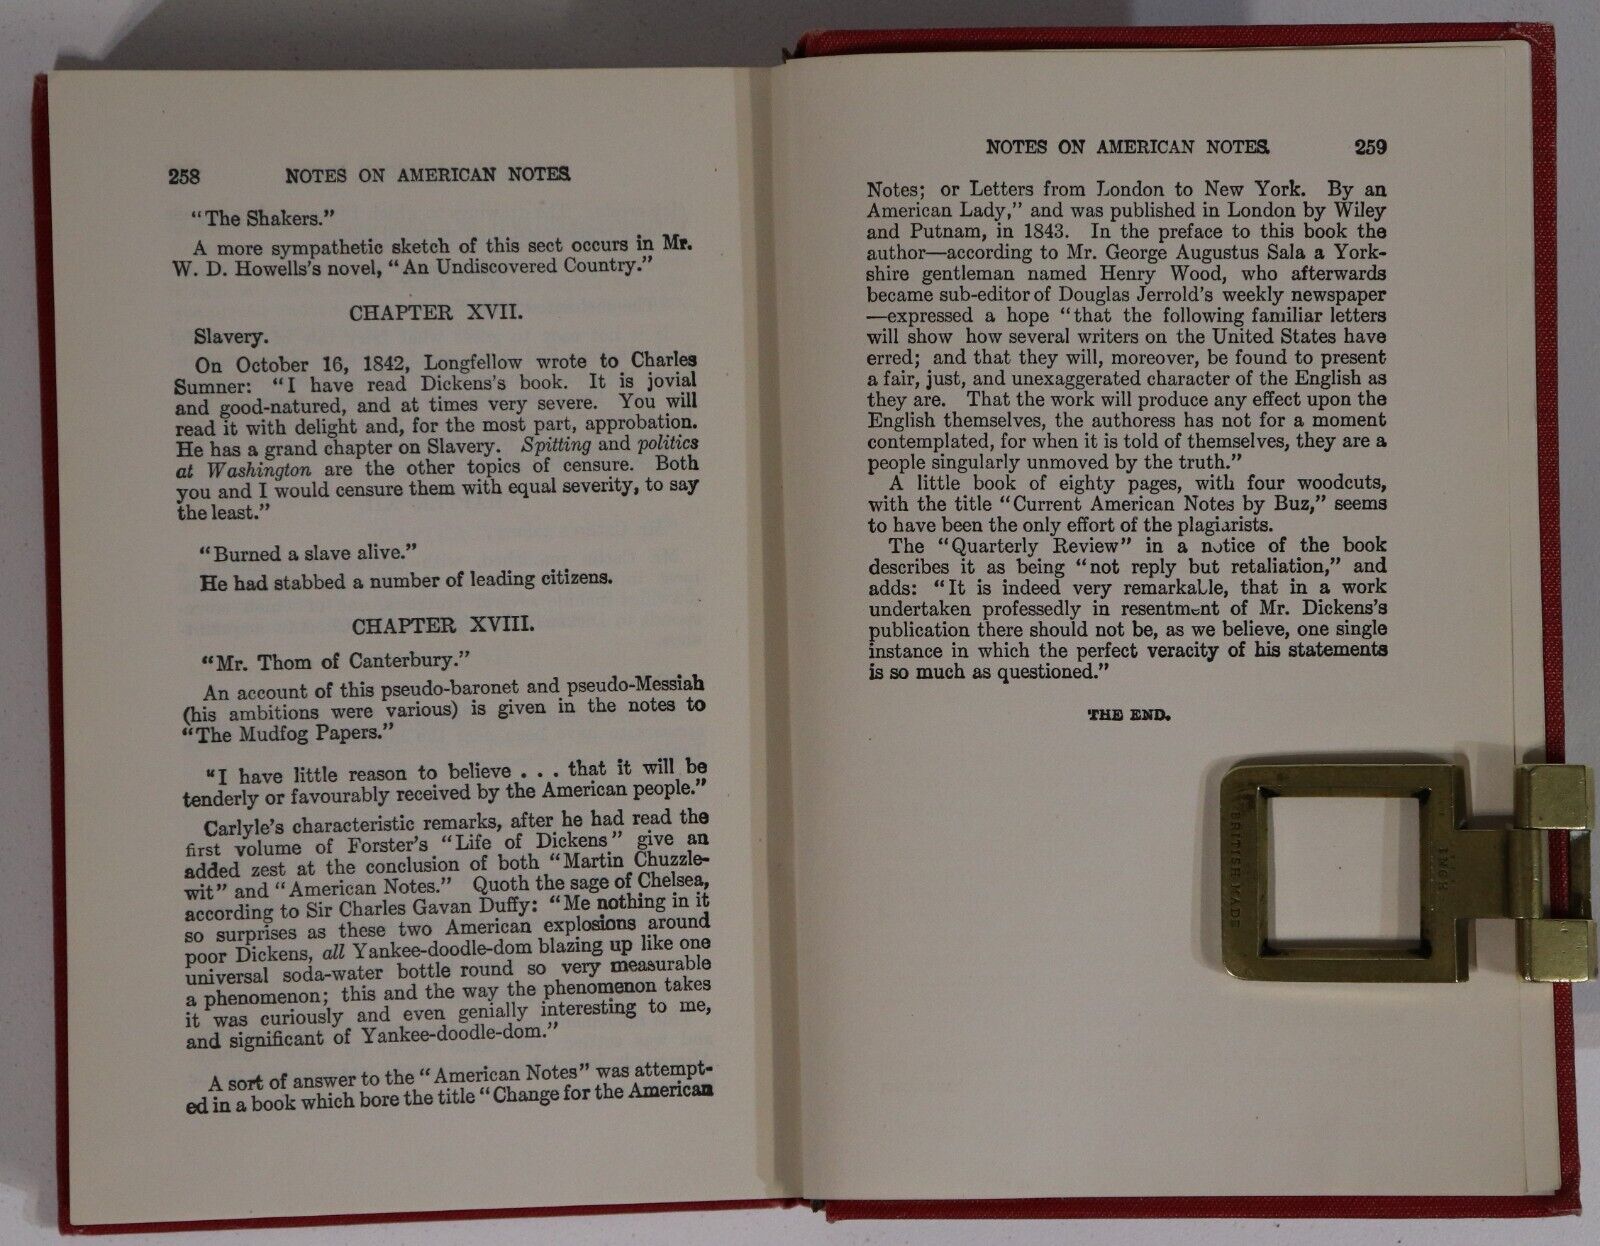 258 NOTES ON AMERICAN NOTES.
"The Shakers."
A more sympathetic sketch of this sect occurs in Mr.
W. D. Howells's novel, "An Undiscovered Country."
CHAPTER XVII.
Slavery.
On October 16, 1842, Longfellow wrote to Charles
Sumner: "I have read Dickens's book. It is jovial
and good-natured, and at times very severe. You will
read it with delight and, for the most part, approbation.
He has a grand chapter on Slavery. Spitting and politics
at Washington are the other topics of censure. Both
you and I would censure them with equal severity, to say
the least."
"Burned a slave alive."
He had stabbed a number of leading citizens.
CHAPTER XVIII.
"Mr. Thom of Canterbury."
An account of this pseudo-baronet and pseudo-Messiah
(his ambitions were various) is given in the notes to
"The Mudfog Papers."
"I have little reason to believe . . . that it will be
tenderly or favourably received by the American people."
Carlyle's characteristic remarks, after he had read the
first volume of Forster's "Life of Dickens" give an
added zest at the conclusion of both "Martin Chuzzle-
wit" and "American Notes." Quoth the sage of Chelsea,
according to Sir Charles Gavan Duffy: "Me nothing in it
so surprises as these two American explosions around
poor Dickens, all Yankee-doodle-dom blazing up like one
universal soda-water bottle round so very measurable
a phenomenon; this and the way the phenomenon takes
it was curiously and even genially interesting to me,
and significant of Yankee-doodle-dom."
A sort of answer to the "American Notes" was attempt-
ed in a book which bore the title "Change for the American
NOTES ON AMERICAN NOTES. 259
Notes; or Letters from London to New York. By an
American Lady," and was published in London by Wiley
and Putnam, in 1843. In the preface to this book the
author—according to Mr. George Augustus Sala a York-
shire gentleman named Henry Wood, who afterwards
became sub-editor of Douglas Jerrold's weekly newspaper
—expressed a hope "that the following familiar letters
will show how several writers on the United States have
erred; and that they will, moreover, be found to present
a fair, just, and unexaggerated character of the English as
they are. That the work will produce any effect upon the
English themselves, the authoress has not for a moment
contemplated, for when it is told of themselves, they are a
people singularly unmoved by the truth."
A little book of eighty pages, with four woodcuts,
with the title "Current American Notes by Buz," seems
to have been the only effort of the plagiarists.
The "Quarterly Review" in a notice of the book
describes it as being "not reply but retaliation," and
adds: "It is indeed very remarkable, that in a work
undertaken professedly in resentment of Mr. Dickens's
publication there should not be, as we believe, one single
instance in which the perfect veracity of his statements
is so much as questioned."
THE END.
BRITISH MADE